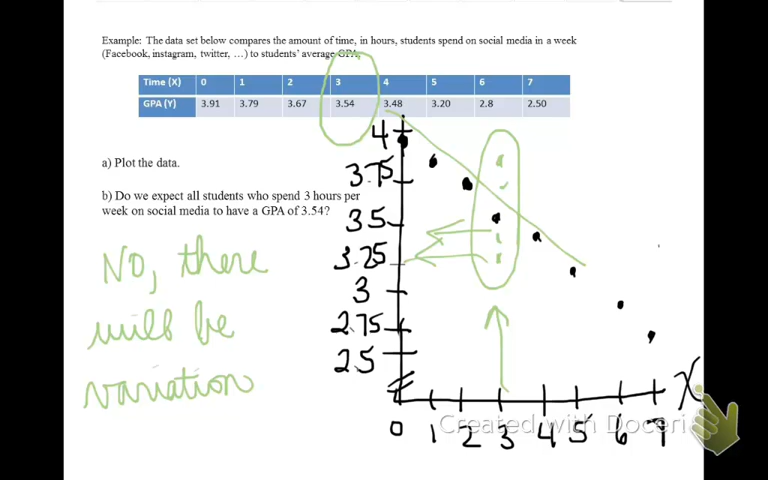 Example: The data set below compares the amount of time, in hours, students spend on social media in a week
(Facebook, instagram, twitter, …) to students' average GPA,
Time (X) 0 1 2 3 4 5 6 7
GPA (Y) 3.91 3.79 3.67 3.54 3.48 3.20 2.8 2.50
a) Plot the data.
b) Do we expect all students who spend 3 hours per
week on social media to have a GPA of 3.54?
No, there
will be
variation
4
3.75
3.5
3.25
3
2.75
2.5
X
Created with Doceri
0 1 2 3 4 5 6 7